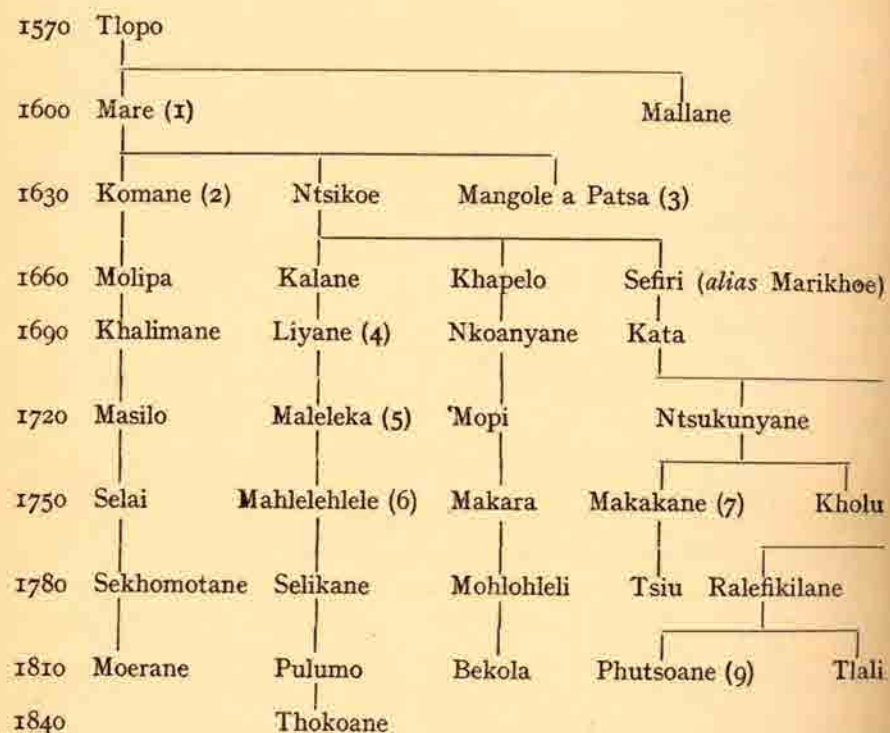 1570 Tlopo
1600 Mare (1) Mallane
1630 Komane (2) Ntsikoe Mangole a Patsa (3)
1660 Molipa Kalane Khapelo Sefiri (alias Marikhoe)
1690 Khalimane Liyane (4) Nkoanyane Kata
1720 Masilo Maleleka (5) 'Mopi Ntsukunyane
1750 Selai Mahlelehlele (6) Makara Makakane (7) Kholu
1780 Sekhomotane Selikane Mohlohleli Tsiu Ralefikilane
1810 Moerane Pulumo Bekola Phutsoane (9) Tlali
1840 Thokoane